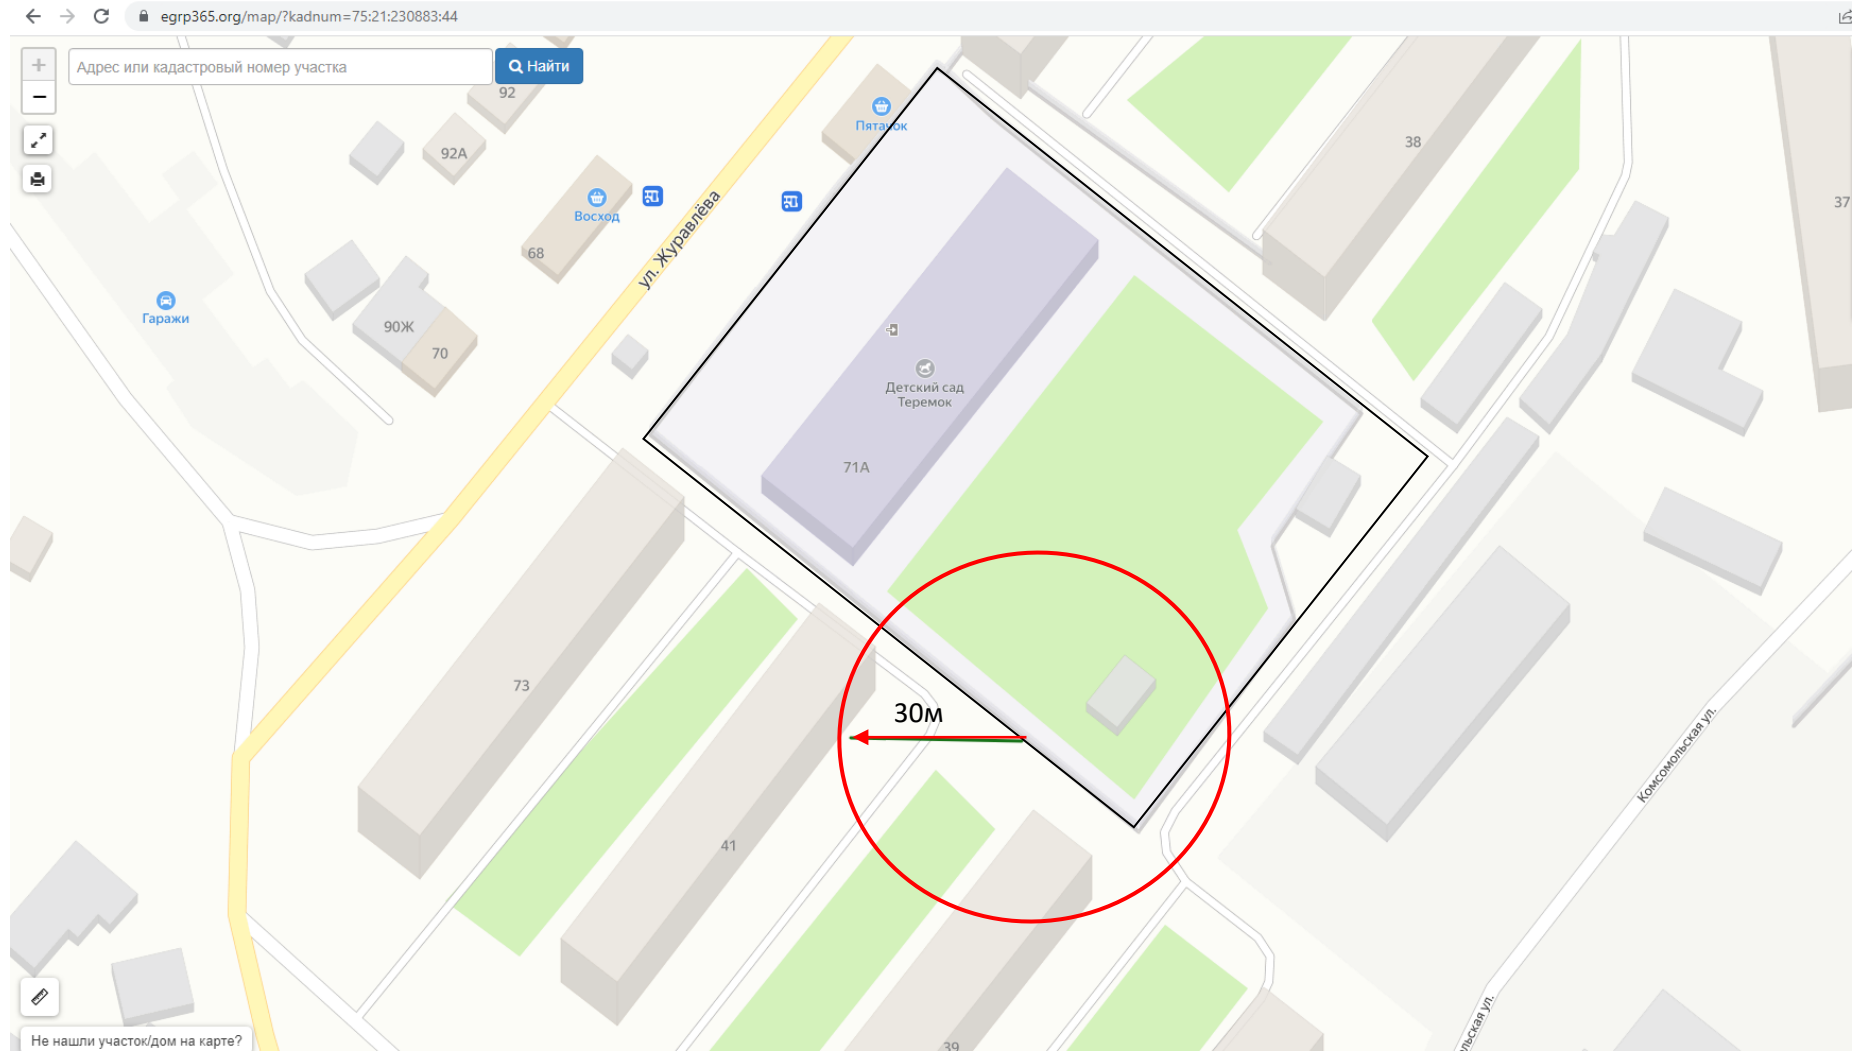 egrp365.org/map/?kadnum=75:21:230883:44
Адрес или кадастровый номер участка
Найти
92
92А
Пятачок
38
37
Восход
68
ул. Журавлёва
Гаражи
90Ж
70
Детский сад
Теремок
71А
73
30м
41
Комсомольская ул.
39
Не нашли участок/дом на карте?